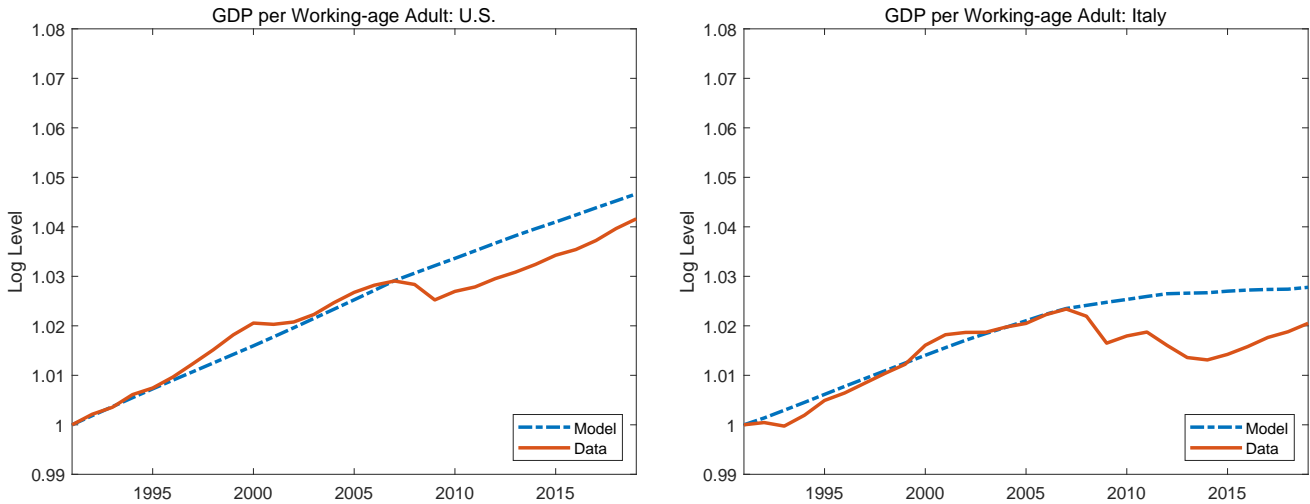 GDP per Working-age Adult: U.S.
1.08
1.07
1.06
1.05
1.04
1.03
1.02
1.01
1
0.99
Log Level
1995 2000 2005 2010 2015
Model
Data
GDP per Working-age Adult: Italy
1.08
1.07
1.06
1.05
1.04
1.03
1.02
1.01
1
0.99
Log Level
1995 2000 2005 2010 2015
Model
Data